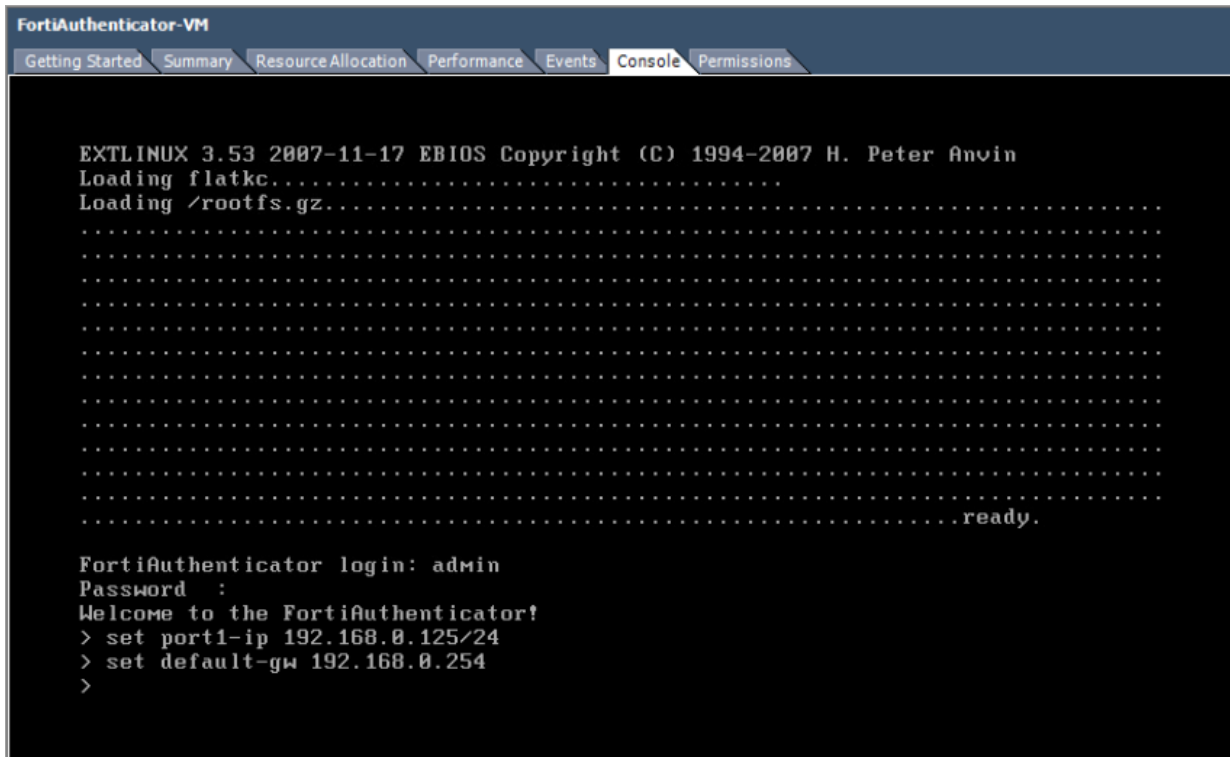 FortiAuthenticator-VM
Getting Started Summary Resource Allocation Performance Events Console Permissions
EXTLINUX 3.53 2007-11-17 EBIOS Copyright (C) 1994-2007 H. Peter Anvin
Loading flatkc......................................
Loading /rootfs.gz..............................................................
................................................................................
................................................................................
................................................................................
................................................................................
................................................................................
................................................................................
................................................................................
................................................................................
................................................................................
................................................................................
................................................................................
................................................................................
.................................................................ready.
FortiAuthenticator login: admin
Password  :
Welcome to the FortiAuthenticator!
> set port1-ip 192.168.0.125/24
> set default-gw 192.168.0.254
>